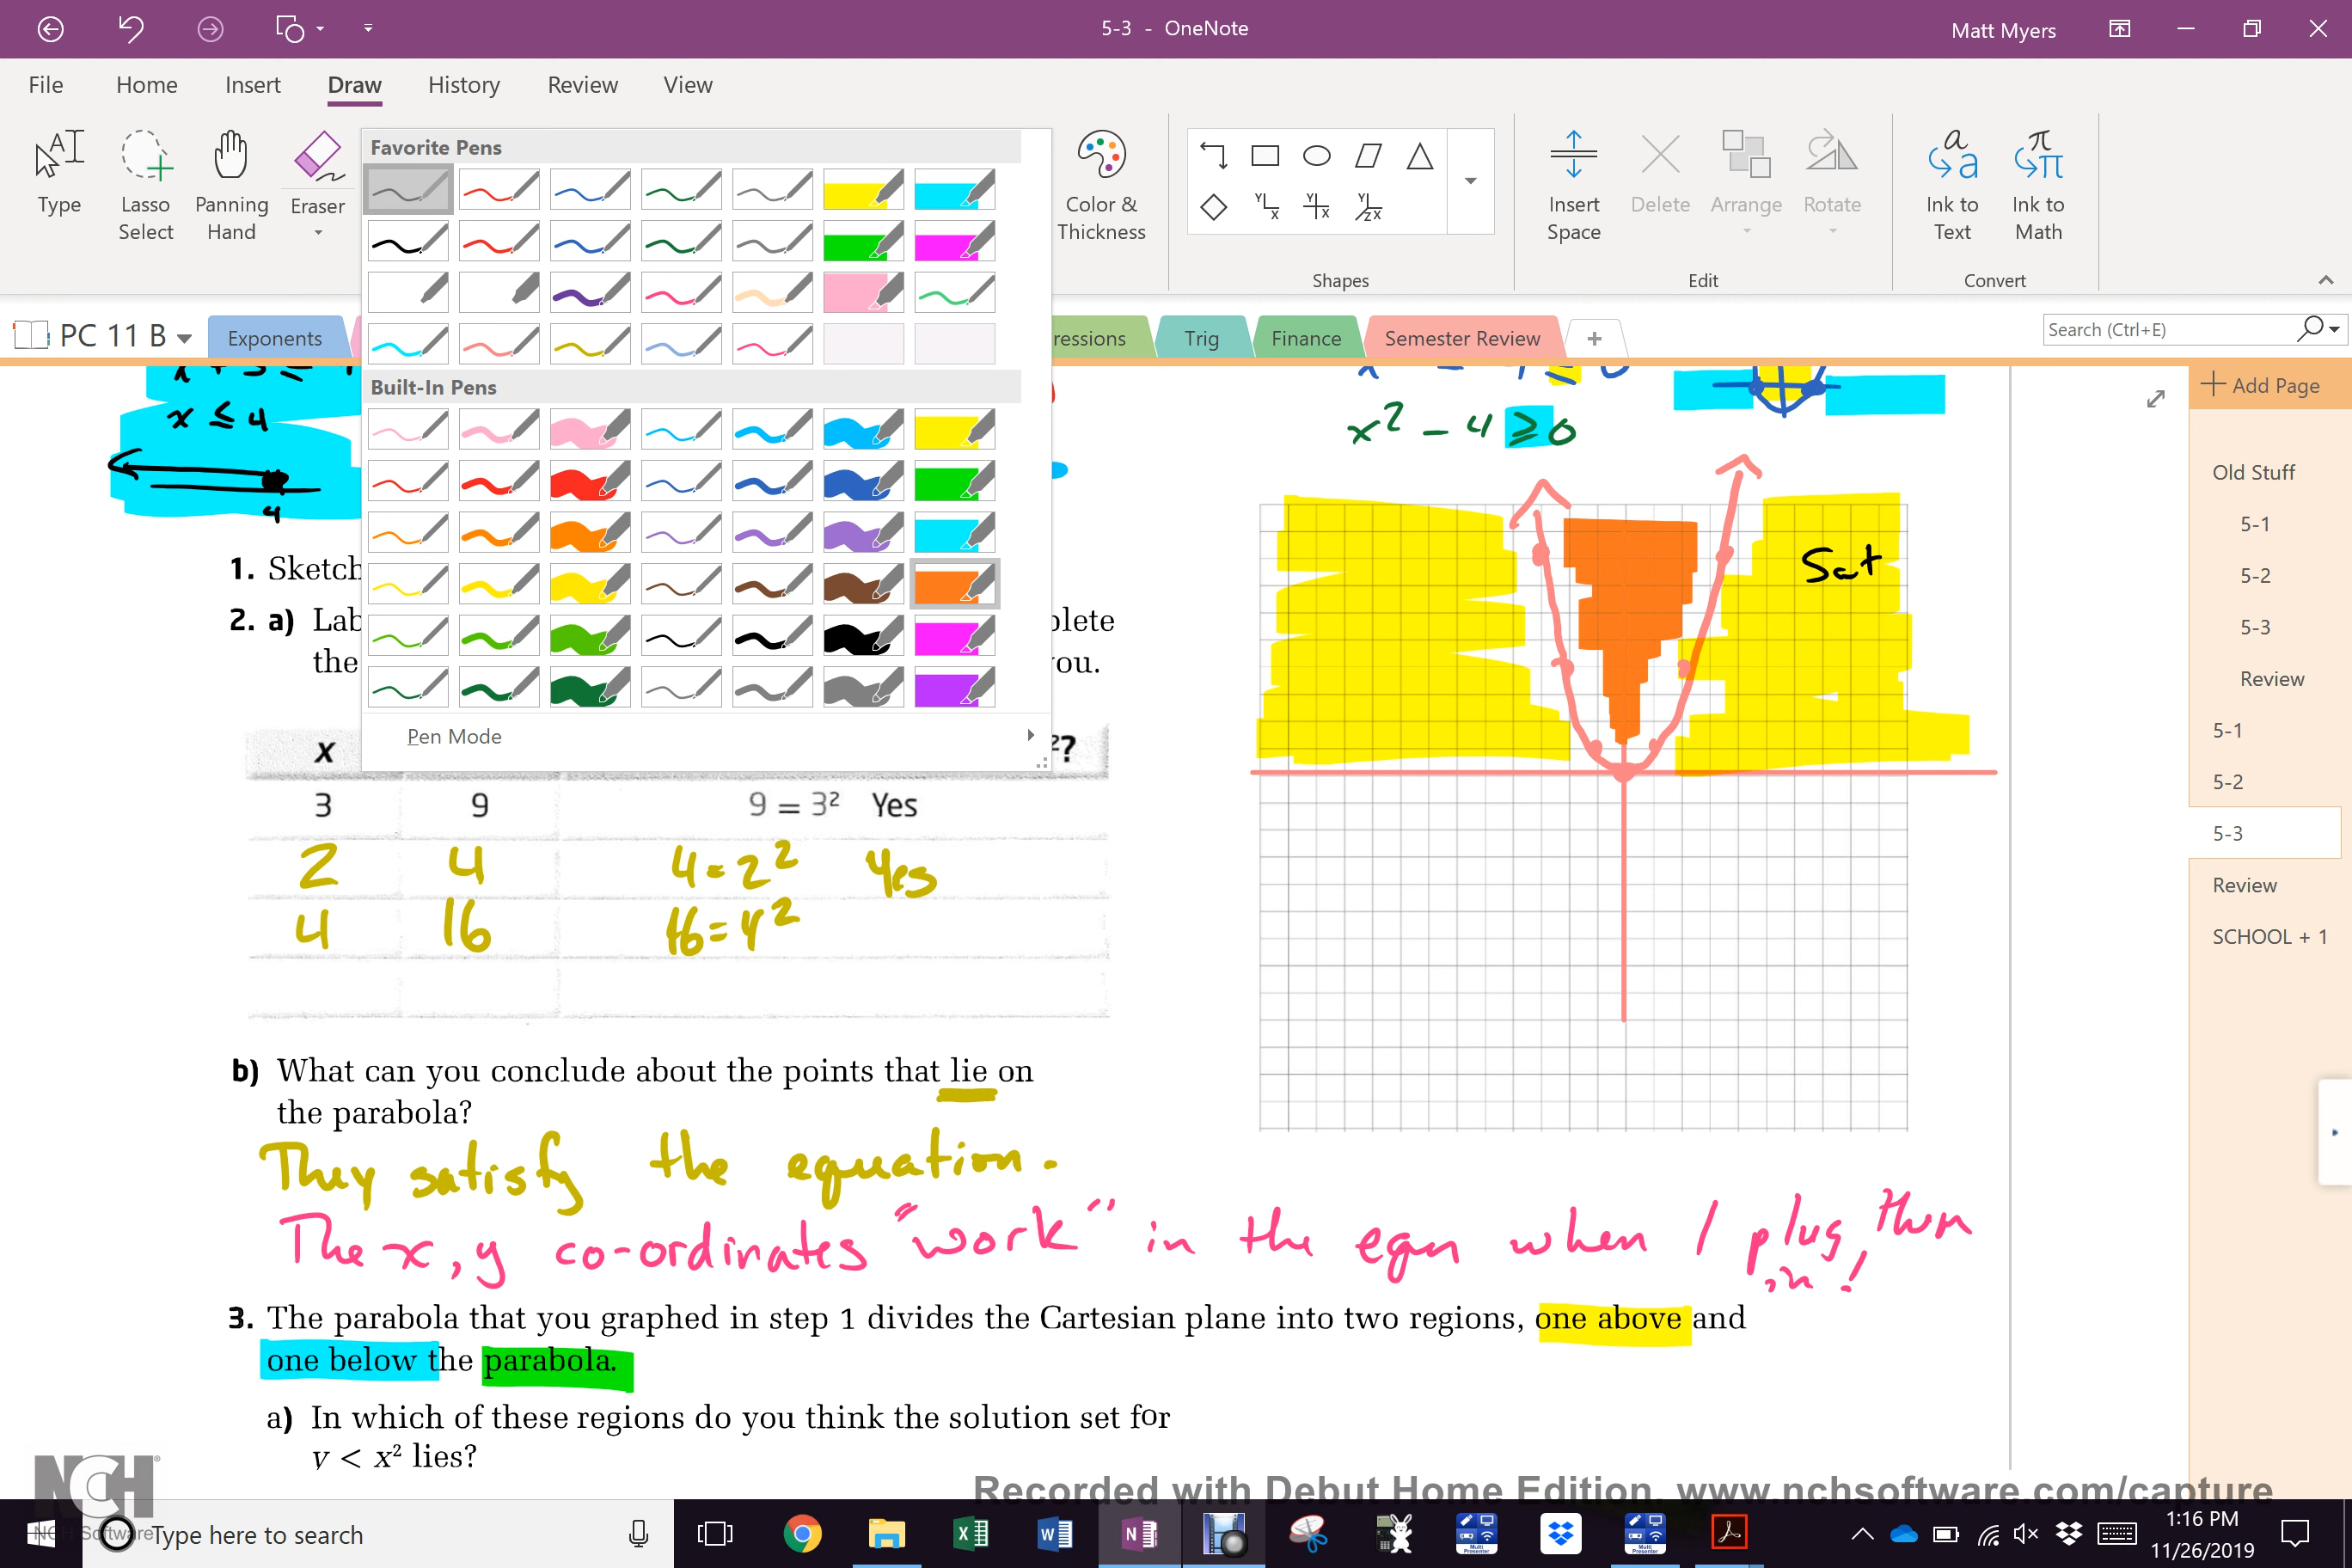 5-3 - OneNote
Matt Myers
File Home Insert Draw History Review View
Type
Lasso Select
Panning Hand
Eraser
Favorite Pens
Built-In Pens
Pen Mode
Color & Thickness
Shapes
Insert Space
Delete
Arrange
Rotate
Edit
Ink to Text
Ink to Math
Convert
PC 11 B
Exponents
ressions
Trig
Finance
Semester Review
Search (Ctrl+E)
Add Page
Old Stuff
5-1
5-2
5-3
Review
5-1
5-2
5-3
Review
SCHOOL + 1
x ≤ 4
4
x² - 4 ≥ 0
Sat
1. Sketch
2. a) Lab
plete
the
ou.
x
²?
3 9 9 = 3² Yes
2 4 4 = 2² Yes
4 16 16 = 4²
b) What can you conclude about the points that lie on
the parabola?
They satisfy the equation.
The x, y co-ordinates "work" in the eqn when I plug them
in!
3. The parabola that you graphed in step 1 divides the Cartesian plane into two regions, one above and
one below the parabola.
a) In which of these regions do you think the solution set for
y < x² lies?
NCH
NCH Software
Recorded with Debut Home Edition. www.nchsoftware.com/capture
Type here to search
1:16 PM
11/26/2019